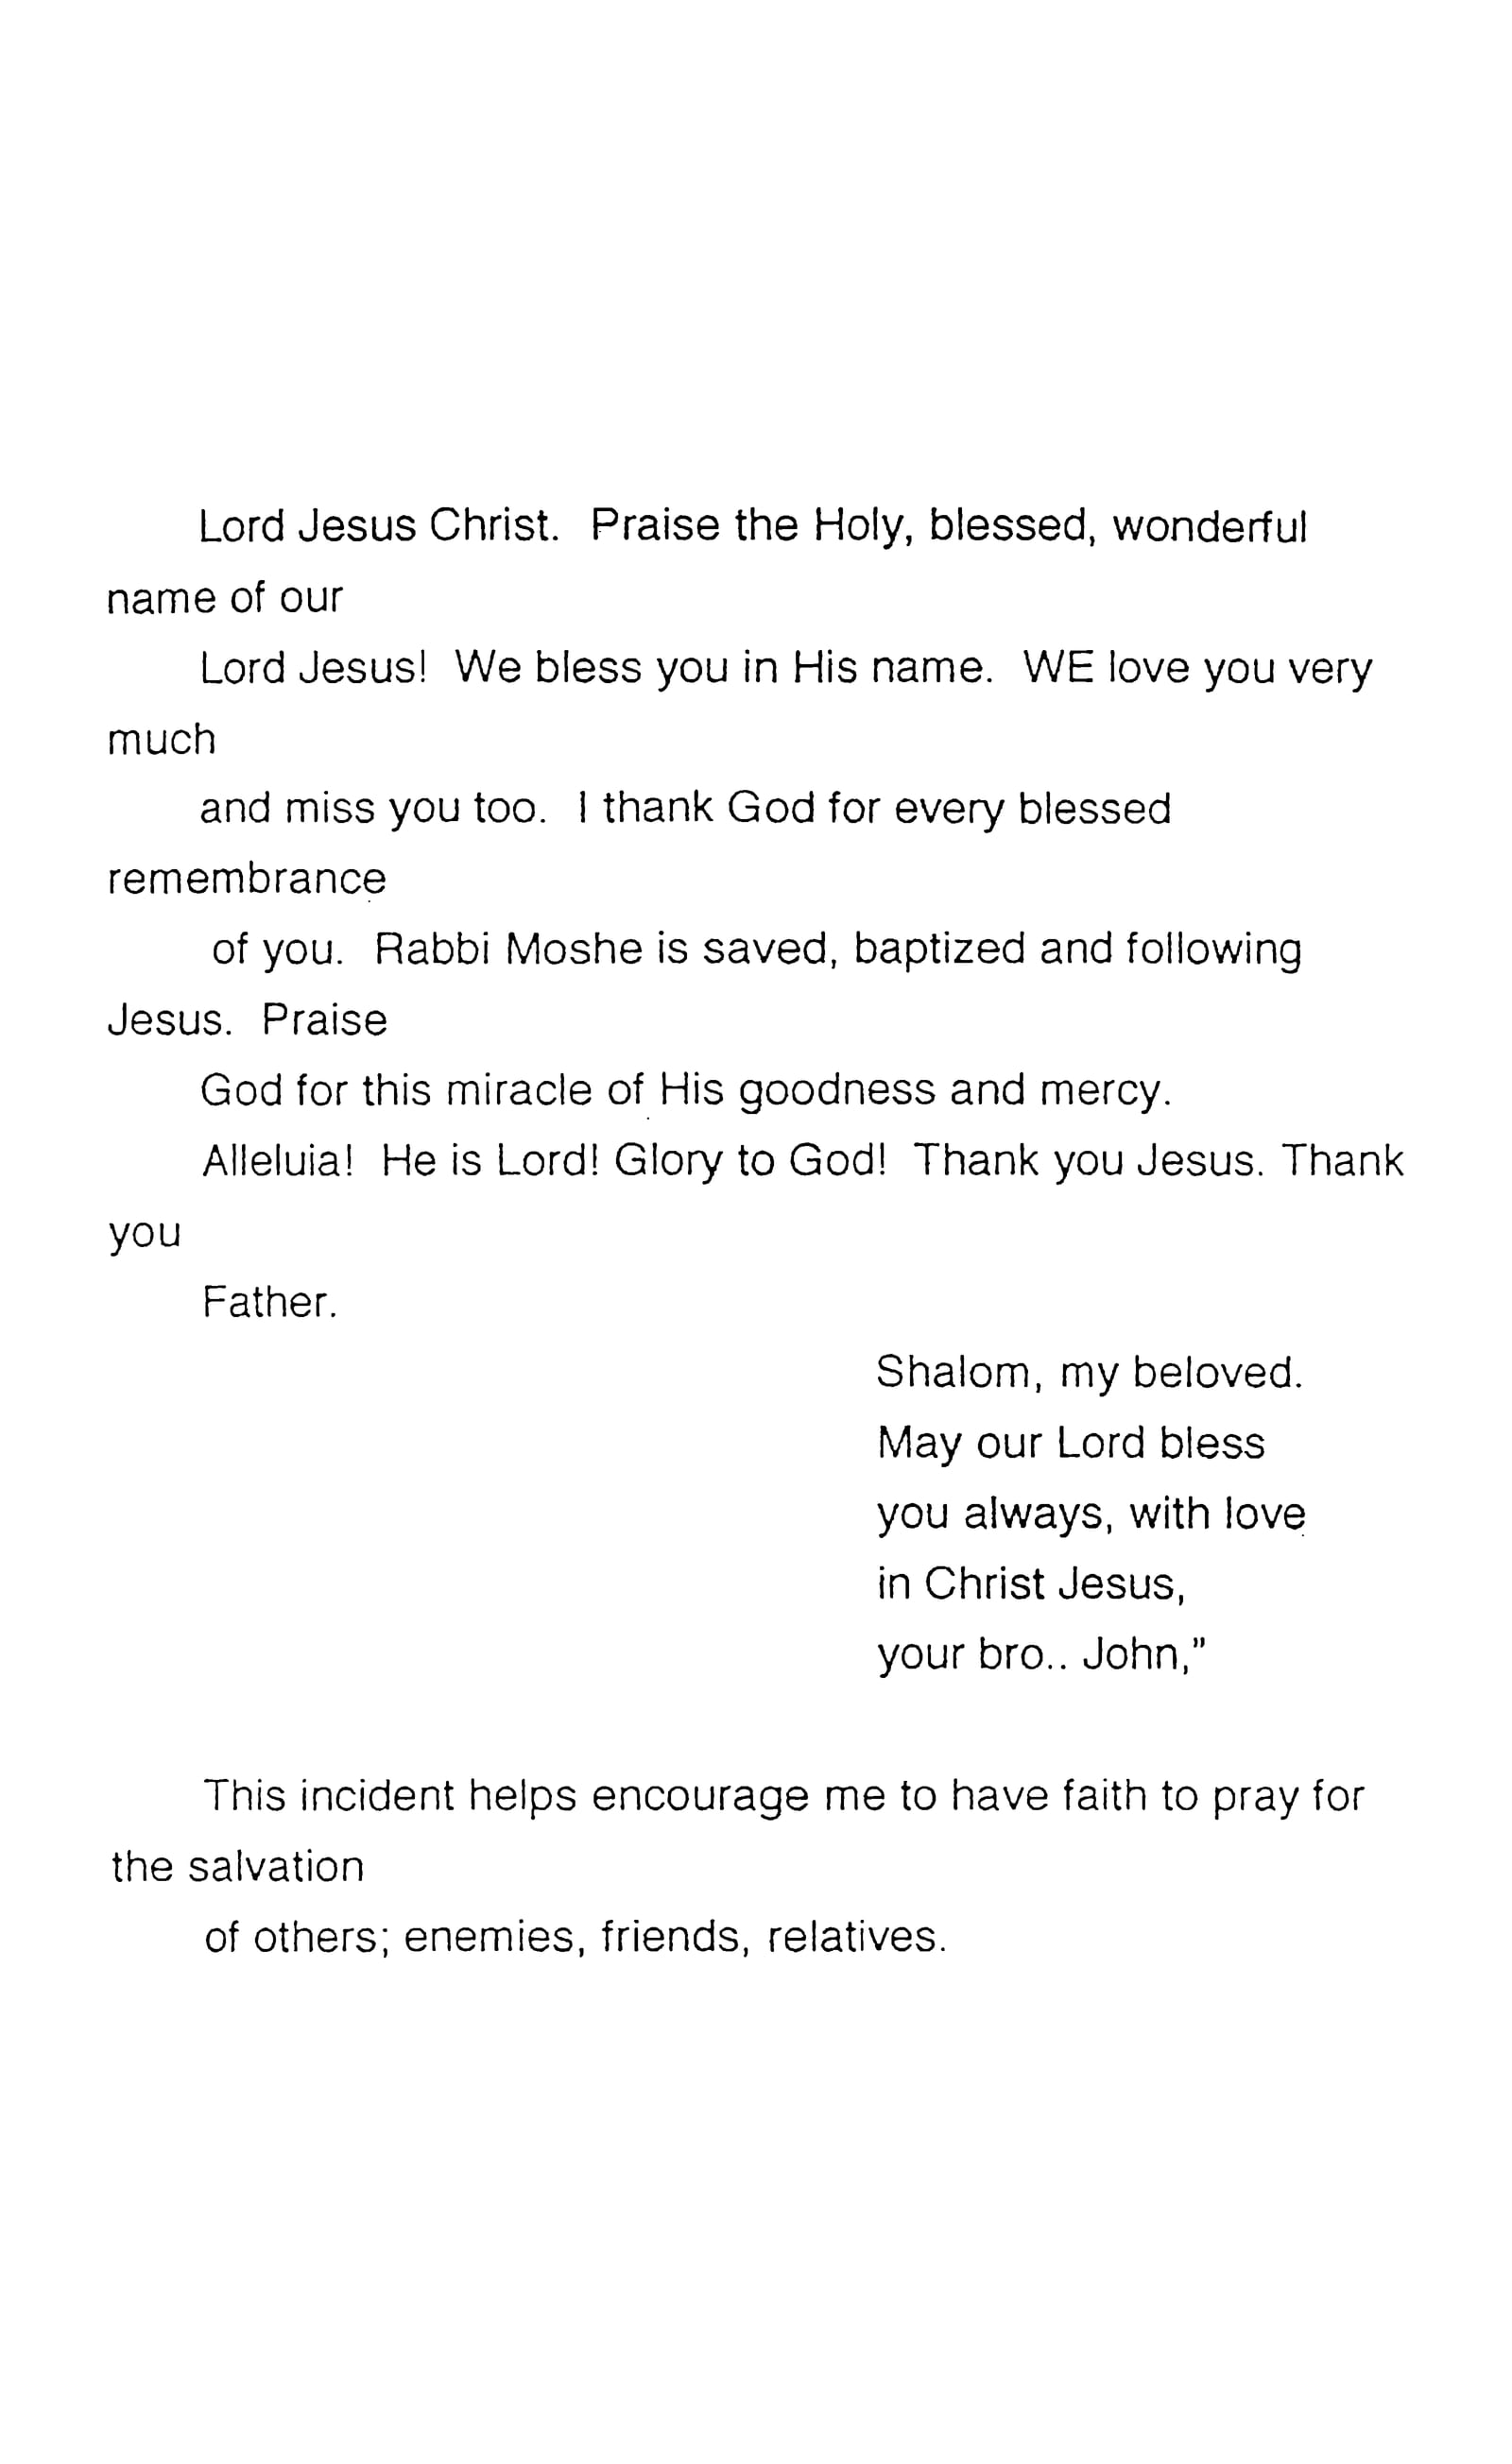 Lord Jesus Christ.  Praise the Holy, blessed, wonderful
name of our
Lord Jesus!  We bless you in His name.  WE love you very
much
and miss you too.  I thank God for every blessed
remembrance
of you.  Rabbi Moshe is saved, baptized and following
Jesus.  Praise
God for this miracle of His goodness and mercy.
Alleluia!  He is Lord! Glory to God!  Thank you Jesus. Thank
you
Father.
Shalom, my beloved.
May our Lord bless
you always, with love
in Christ Jesus,
your bro.. John,"
This incident helps encourage me to have faith to pray for
the salvation
of others; enemies, friends, relatives.